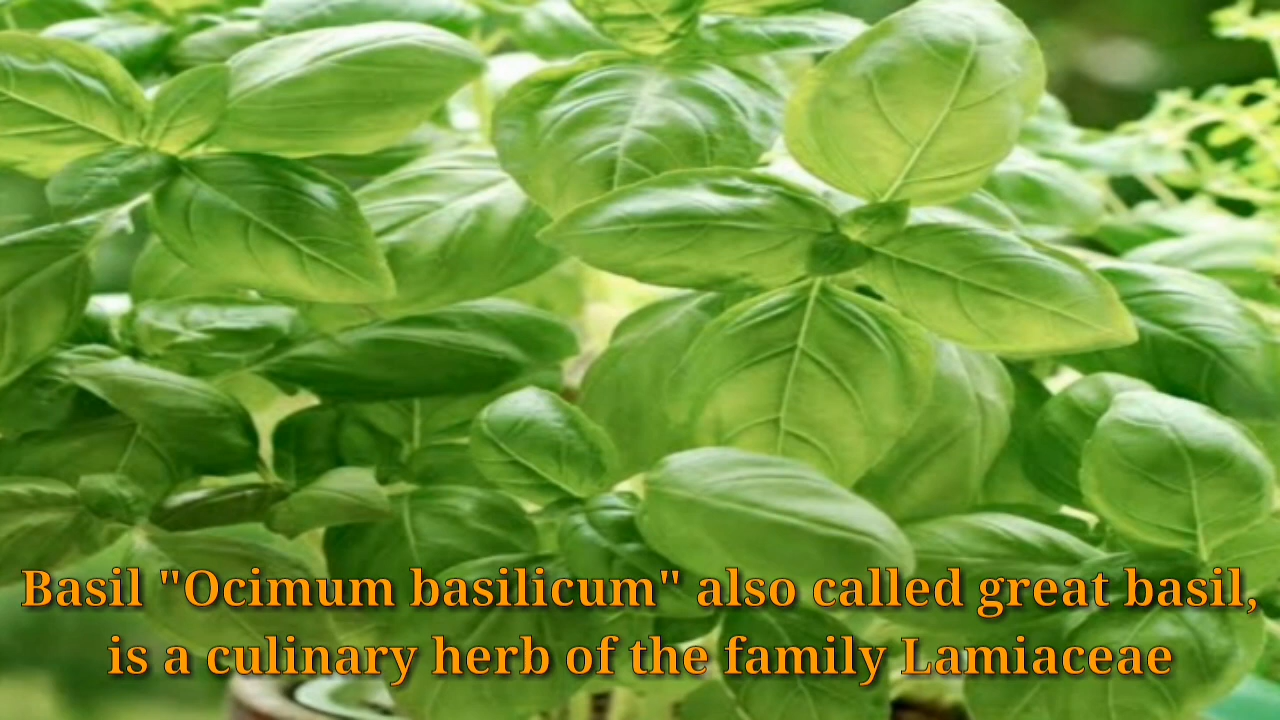 Basil "Ocimum basilicum" also called great basil,
is a culinary herb of the family Lamiaceae